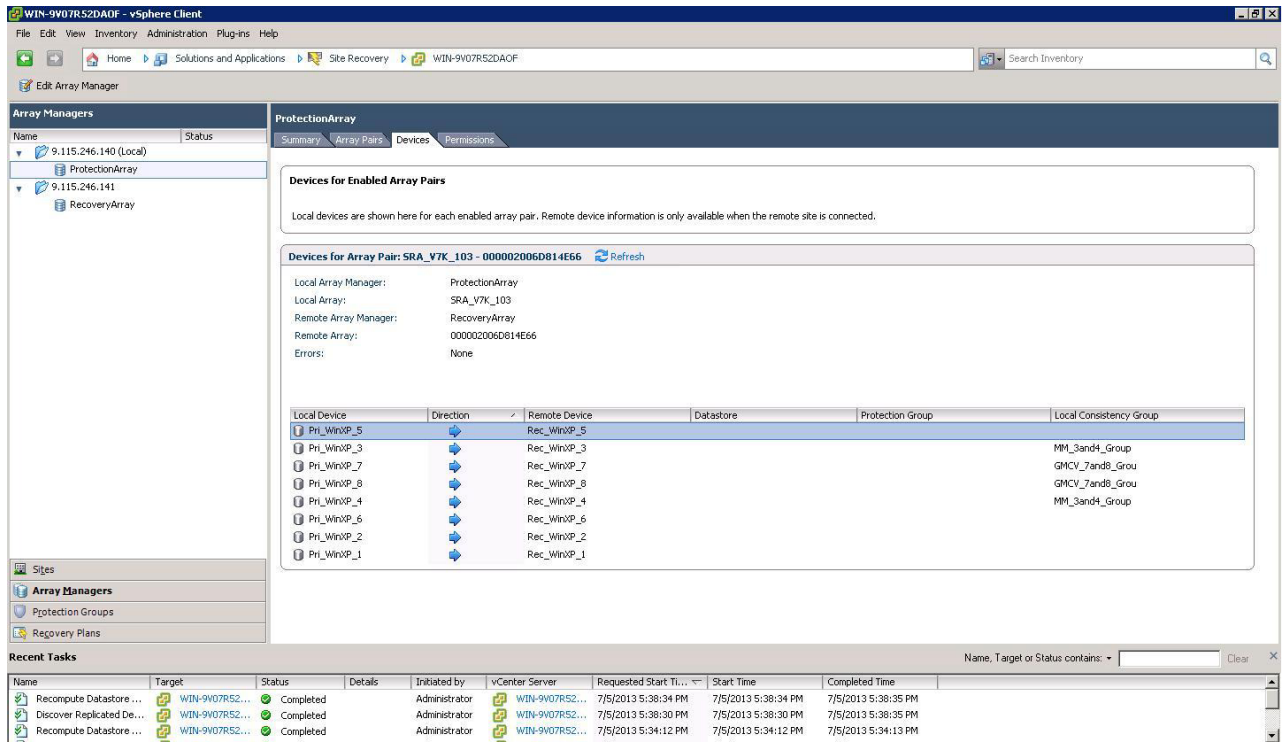 WIN-9V07R52DAOF - vSphere Client
File Edit View Inventory Administration Plug-ins Help
Home Solutions and Applications Site Recovery WIN-9V07R52DAOF Search Inventory
Edit Array Manager
Array Managers
Name Status
9.115.246.140 (Local)
ProtectionArray
9.115.246.141
RecoveryArray
Sites
Array Managers
Protection Groups
Recovery Plans
ProtectionArray
Summary Array Pairs Devices Permissions
Devices for Enabled Array Pairs
Local devices are shown here for each enabled array pair. Remote device information is only available when the remote site is connected.
Devices for Array Pair: SRA_V7K_103 - 000002006D814E66 Refresh
Local Array Manager: ProtectionArray
Local Array: SRA_V7K_103
Remote Array Manager: RecoveryArray
Remote Array: 000002006D814E66
Errors: None
Local Device Direction Remote Device Datastore Protection Group Local Consistency Group
Pri_WinXP_5 Rec_WinXP_5
Pri_WinXP_3 Rec_WinXP_3 MM_3and4_Group
Pri_WinXP_7 Rec_WinXP_7 GMCV_7and8_Grou
Pri_WinXP_8 Rec_WinXP_8 GMCV_7and8_Grou
Pri_WinXP_4 Rec_WinXP_4 MM_3and4_Group
Pri_WinXP_6 Rec_WinXP_6
Pri_WinXP_2 Rec_WinXP_2
Pri_WinXP_1 Rec_WinXP_1
Recent Tasks Name, Target or Status contains: Clear
Name Target Status Details Initiated by vCenter Server Requested Start Ti... Start Time Completed Time
Recompute Datastore ... WIN-9V07R52... Completed Administrator WIN-9V07R52... 7/5/2013 5:38:34 PM 7/5/2013 5:38:34 PM 7/5/2013 5:38:35 PM
Discover Replicated De... WIN-9V07R52... Completed Administrator WIN-9V07R52... 7/5/2013 5:38:30 PM 7/5/2013 5:38:30 PM 7/5/2013 5:38:35 PM
Recompute Datastore ... WIN-9V07R52... Completed Administrator WIN-9V07R52... 7/5/2013 5:34:12 PM 7/5/2013 5:34:12 PM 7/5/2013 5:34:13 PM